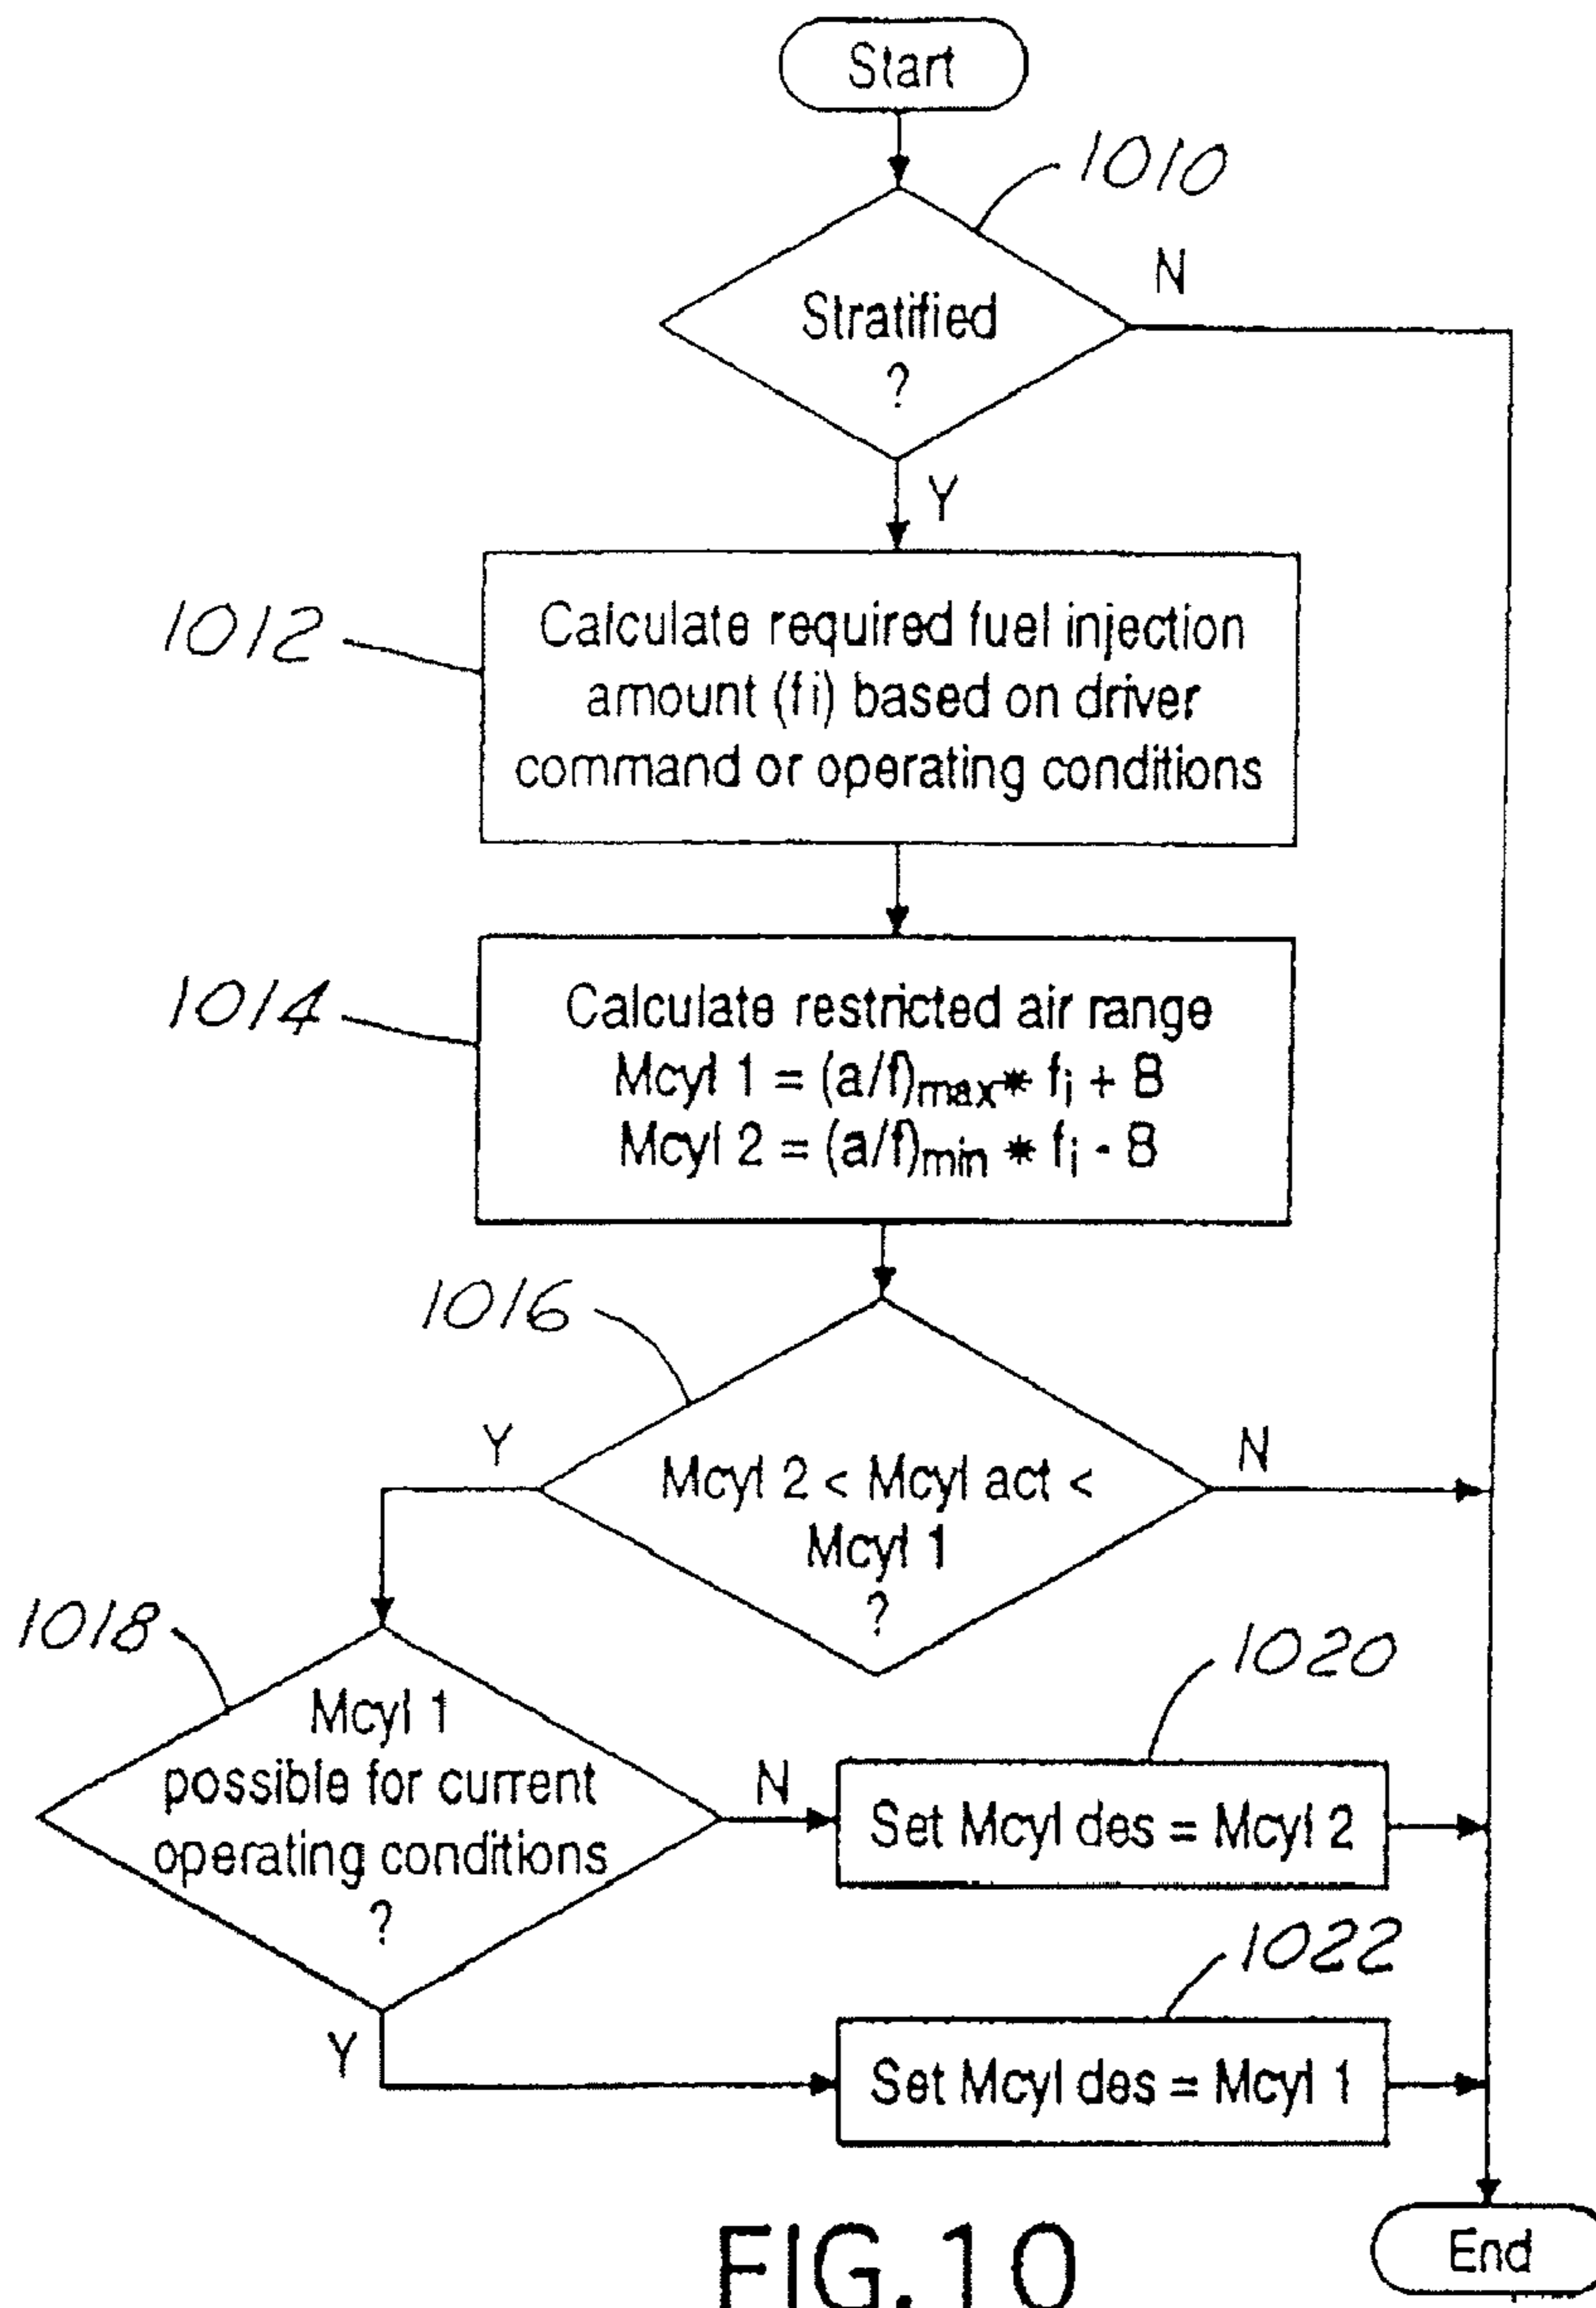 Start
1010
Stratified
?
N
Y
1012
Calculate required fuel injection
amount (fi) based on driver
command or operating conditions
1014
Calculate restricted air range
Mcyl 1 = (a/f)max* fi + B
Mcyl 2 = (a/f)min * fi - B
1016
Y
N
Mcyl 2 < Mcyl act <
Mcyl 1
?
1018
Mcyl 1
possible for current
operating conditions
?
N
1020
Set Mcyl des = Mcyl 2
Y
1022
Set Mcyl des = Mcyl 1
End
FIG.10